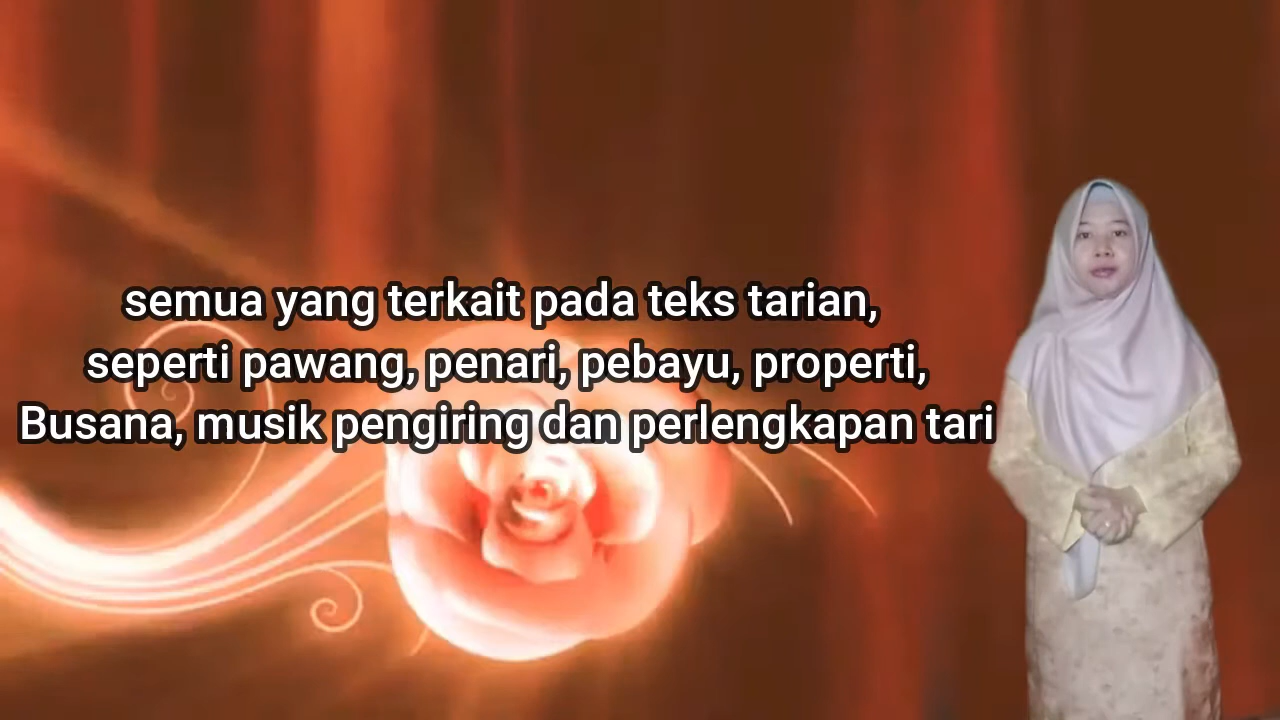 semua yang terkait pada teks tarian,
seperti pawang, penari, pebayu, properti,
Busana, musik pengiring dan perlengkapan tari